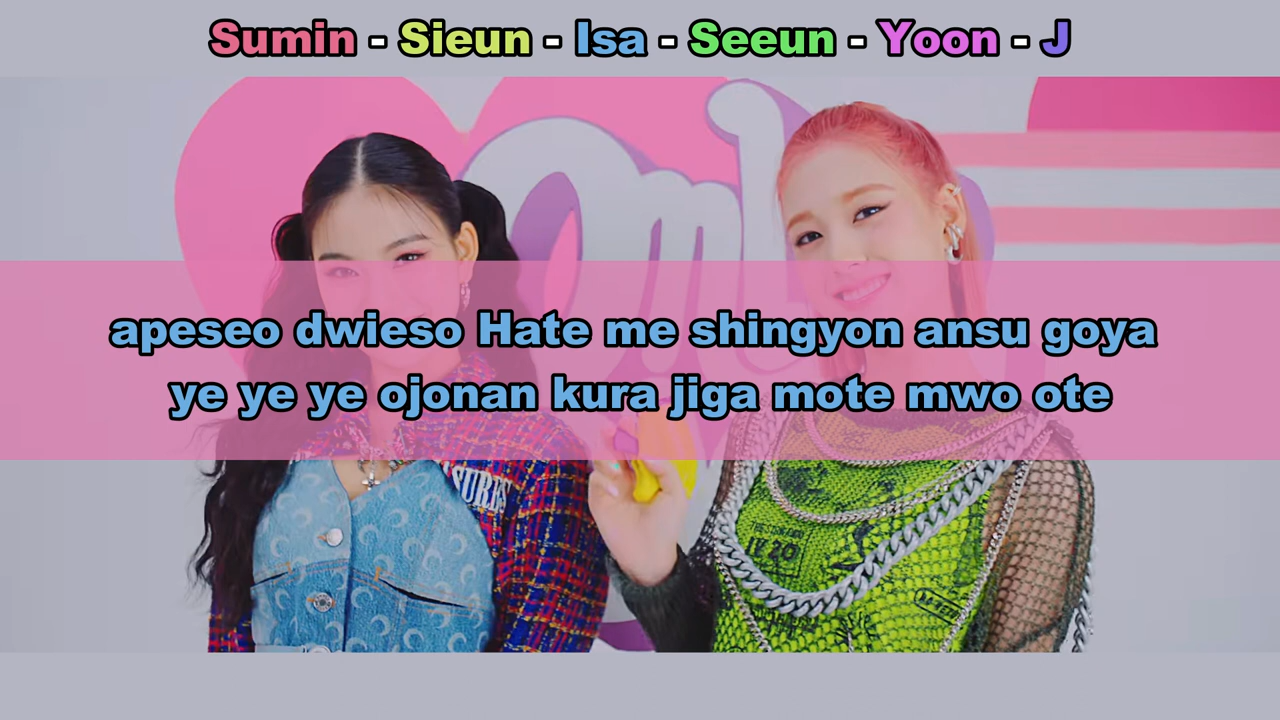 Sumin - Sieun - Isa - Seeun - Yoon - J
apeseo dwieso Hate me shingyon ansu goya
ye ye ye ojonan kura jiga mote mwo ote